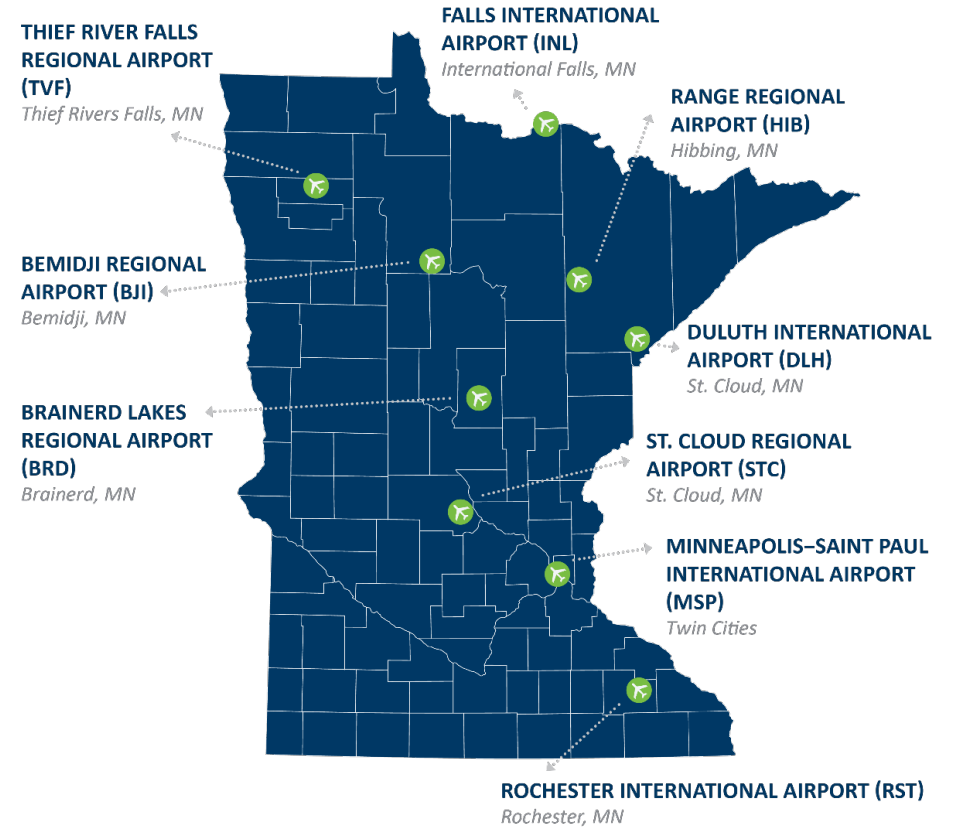 THIEF RIVER FALLS
REGIONAL AIRPORT
(TVF)
Thief Rivers Falls, MN
FALLS INTERNATIONAL
AIRPORT (INL)
International Falls, MN
RANGE REGIONAL
AIRPORT (HIB)
Hibbing, MN
BEMIDJI REGIONAL
AIRPORT (BJI)
Bemidji, MN
DULUTH INTERNATIONAL
AIRPORT (DLH)
St. Cloud, MN
BRAINERD LAKES
REGIONAL AIRPORT
(BRD)
Brainerd, MN
ST. CLOUD REGIONAL
AIRPORT (STC)
St. Cloud, MN
MINNEAPOLIS–SAINT PAUL
INTERNATIONAL AIRPORT
(MSP)
Twin Cities
ROCHESTER INTERNATIONAL AIRPORT (RST)
Rochester, MN